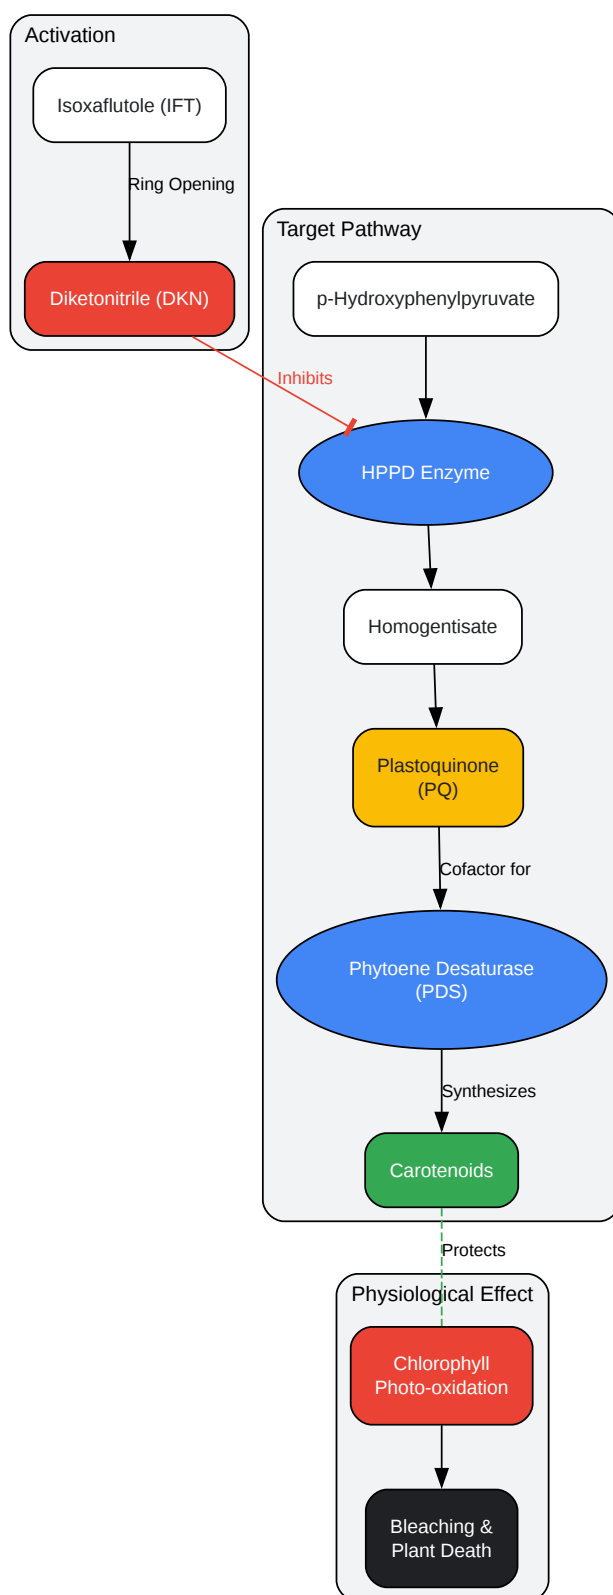 Activation
Isoxaflutole (IFT)
Ring Opening
Diketonitrile (DKN)
Target Pathway
p-Hydroxyphenylpyruvate
Inhibits
HPPD Enzyme
Homogentisate
Plastoquinone
(PQ)
Cofactor for
Phytoene Desaturase
(PDS)
Synthesizes
Carotenoids
Protects
Physiological Effect
Chlorophyll
Photo-oxidation
Bleaching &
Plant Death